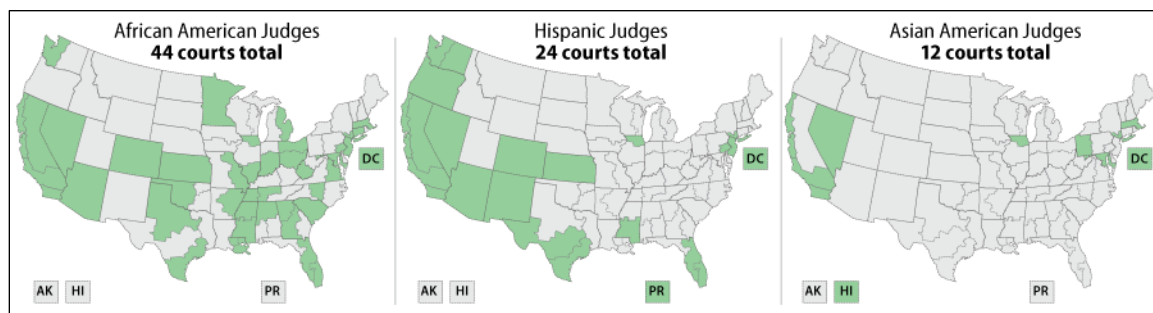 African American Judges
44 courts total
DC
AK
HI
PR
Hispanic Judges
24 courts total
DC
AK
HI
PR
Asian American Judges
12 courts total
DC
AK
HI
PR